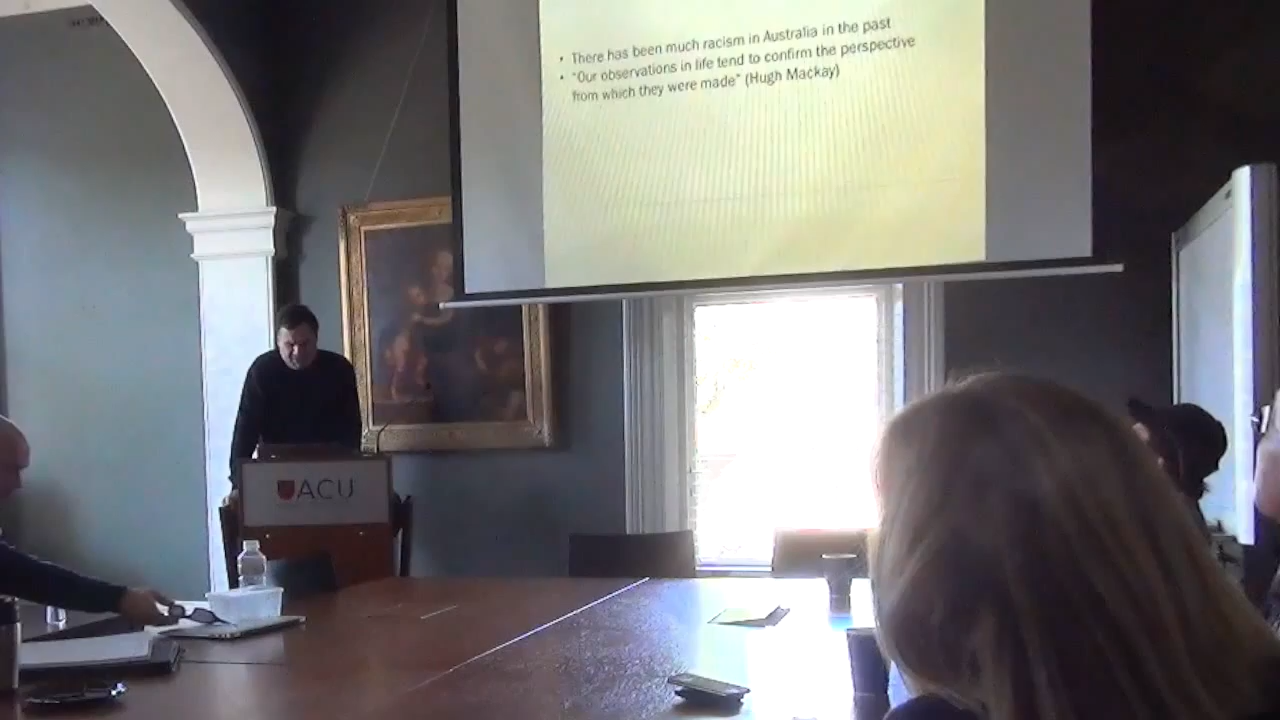 • There has been much racism in Australia in the past
• "Our observations in life tend to confirm the perspective
from which they were made" (Hugh Mackay)
ACU